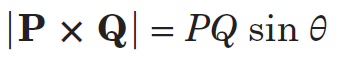 |P × Q| = PQ sin θ